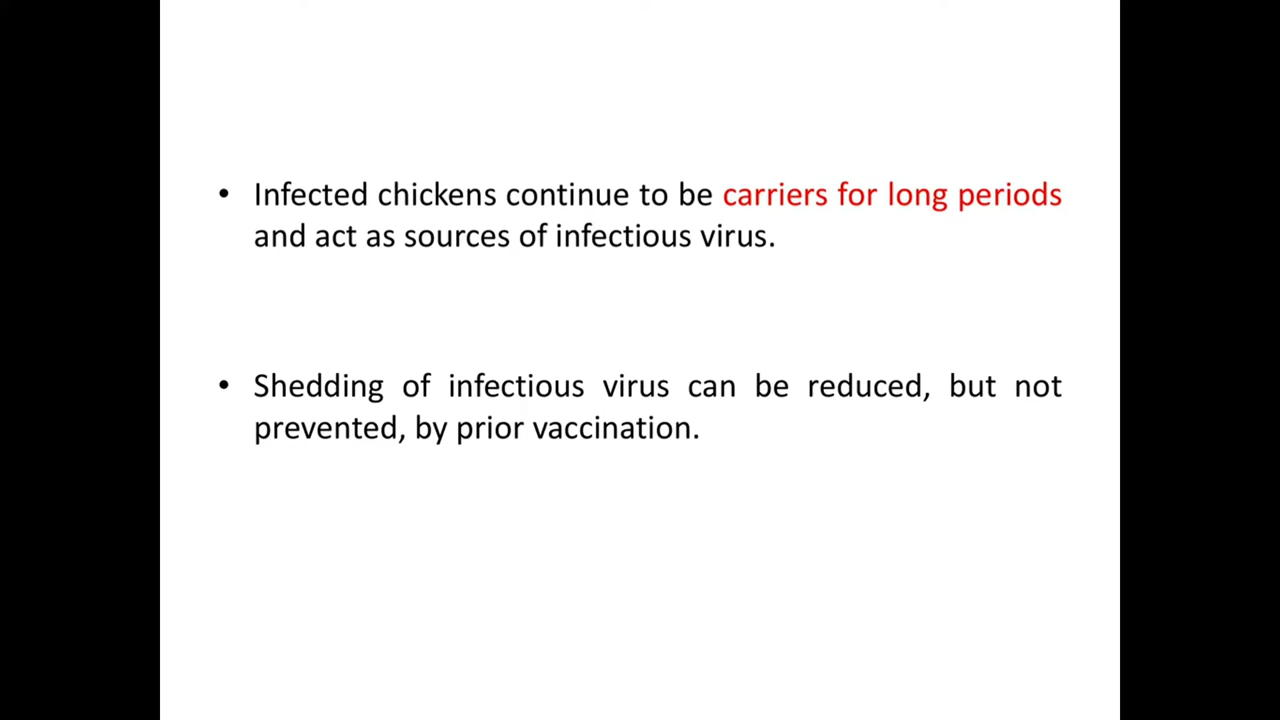 • Infected chickens continue to be carriers for long periods
and act as sources of infectious virus.
• Shedding of infectious virus can be reduced, but not
prevented, by prior vaccination.